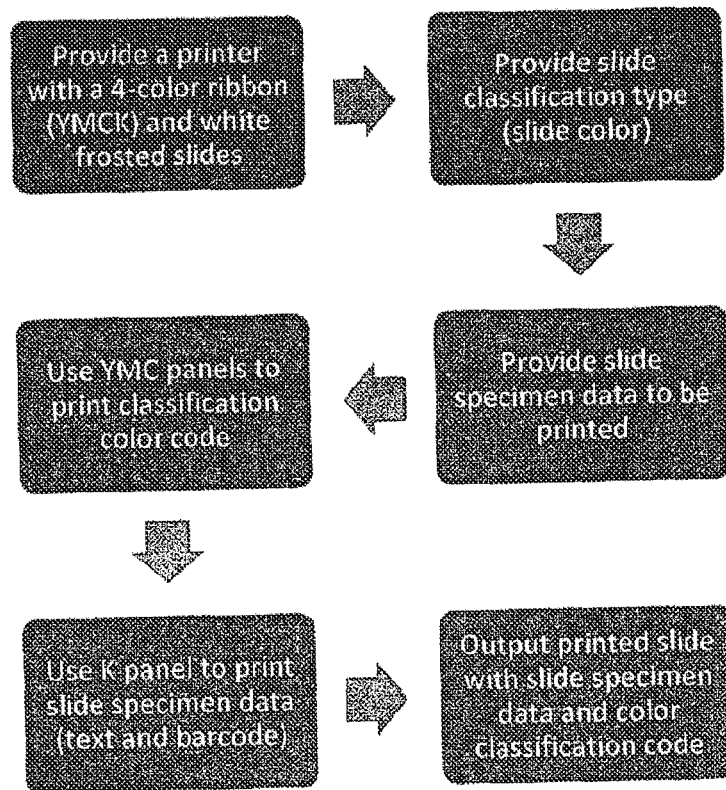 Provide a printer
with a 4-color ribbon
(YMCK) and white
frosted slides
Provide slide
classification type
(slide color)
Provide slide
specimen data to be
printed
Use YMC panels to
print classification
color code
Use K panel to print
slide specimen data
(text and barcode)
Output printed slide
with slide specimen
data and color
classification code